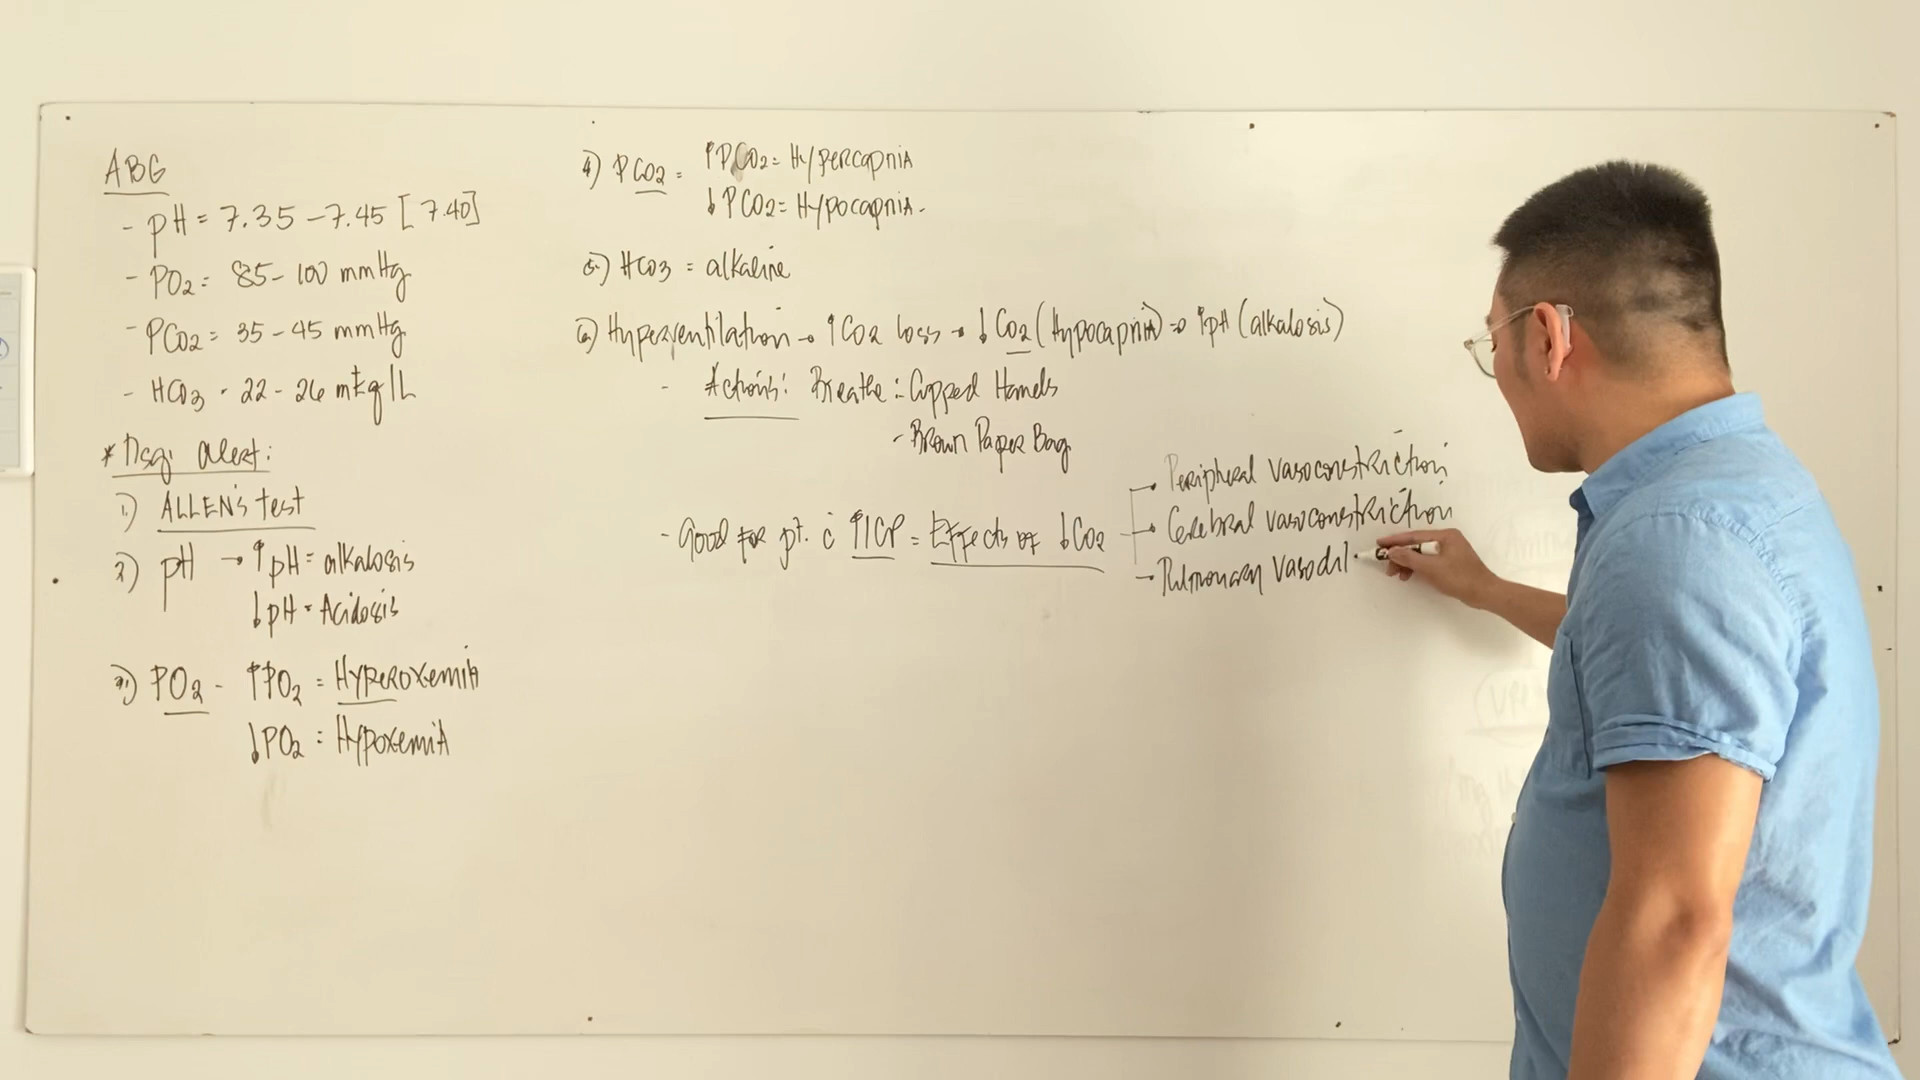 ABG
- pH = 7.35 - 7.45 [7.40]
- PO2 = 85 - 100 mmHg
- PCO2 = 35 - 45 mmHg
- HCO3 = 22 - 26 mEq/L
* Nsg. alert:
1) ALLEN's test
2) pH → ↑pH = alkalosis
↓pH = Acidosis
3) PO2 - ↑PO2 = Hyperoxemia
↓PO2 = Hypoxemia
4) PCO2 = ↑PCO2 = Hypercapnia
↓PCO2 = Hypocapnia.
5) HCO3 = alkaline
6) Hyperventilation → ↑CO2 loss → ↓CO2 (Hypocapnia) → ↑pH (alkalosis)
- Actions: Breathe: Cupped Hands
- Brown Paper Bag
- Good for pt. c̄ ↑ICP = Effects of ↓CO2
→ Peripheral vasoconstriction
→ Cerebral vasoconstriction
→ Pulmonary vasodil